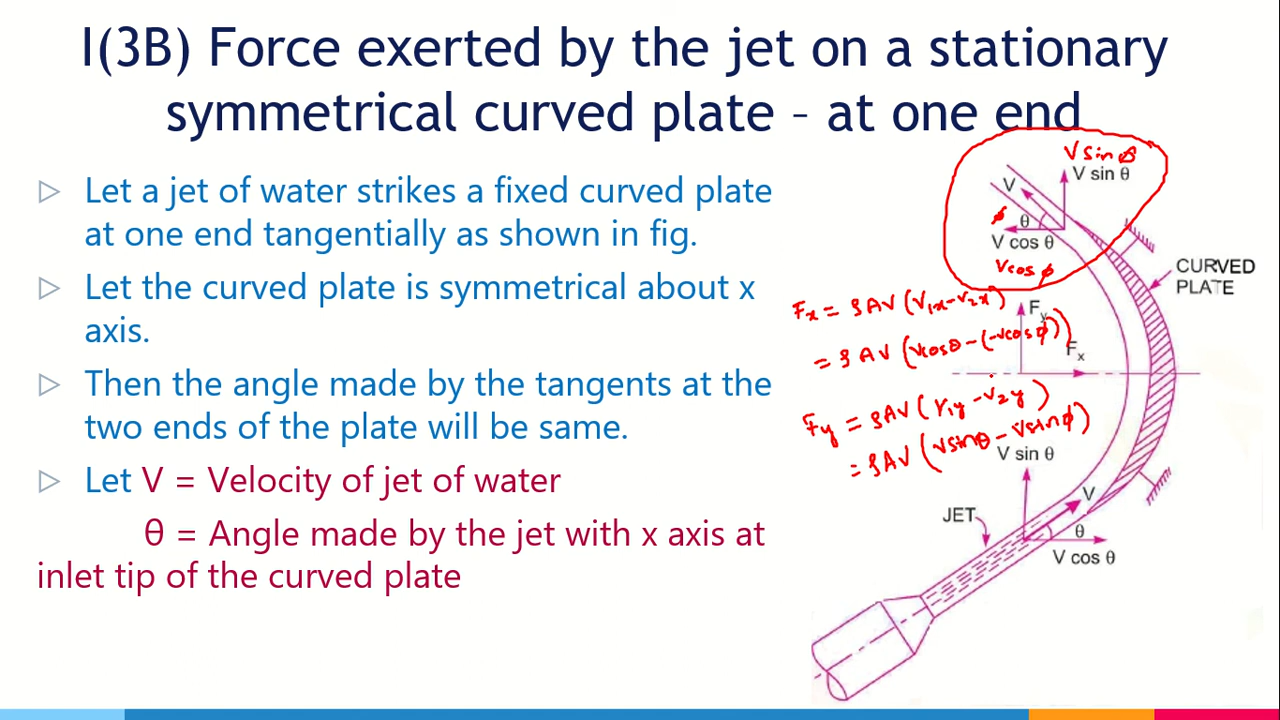 I(3B) Force exerted by the jet on a stationary
symmetrical curved plate – at one end
Let a jet of water strikes a fixed curved plate
at one end tangentially as shown in fig.
Let the curved plate is symmetrical about x
axis.
Then the angle made by the tangents at the
two ends of the plate will be same.
Let V = Velocity of jet of water
θ = Angle made by the jet with x axis at
inlet tip of the curved plate
V sin ϕ
V sin θ
V
ϕ θ
V cos θ
V cos ϕ
CURVED
PLATE
Fx = ρAV (V1x - V2x)
Fy
= ρAV (Vcosθ - (-Vcosϕ))
Fx
Fy = ρAV (V1y - V2y)
= ρAV (Vsinθ - Vsinϕ)
V sin θ
V
JET
θ
V cos θ